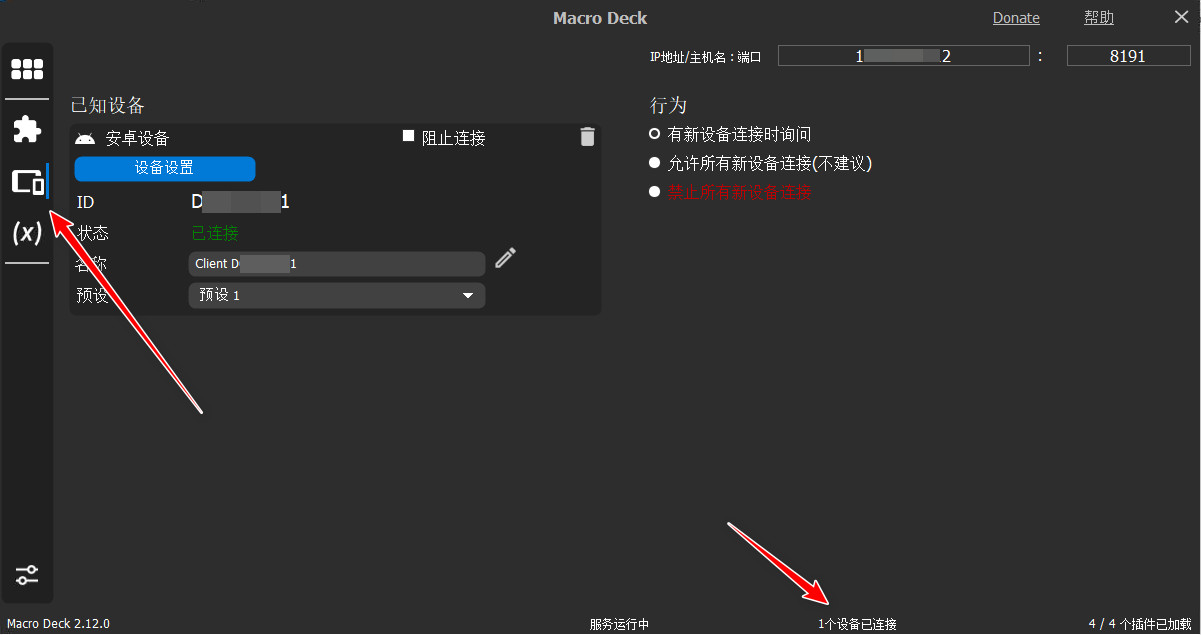 Macro Deck
Donate
帮助
IP地址/主机名：端口
1 2
:
8191
已知设备
安卓设备
阻止连接
设备设置
ID
D 1
状态
已连接
名称
Client D 1
预设
预设 1
行为
有新设备连接时询问
允许所有新设备连接(不建议)
禁止所有新设备连接
(x)
Macro Deck 2.12.0
服务运行中
1个设备已连接
4 / 4 个插件已加载